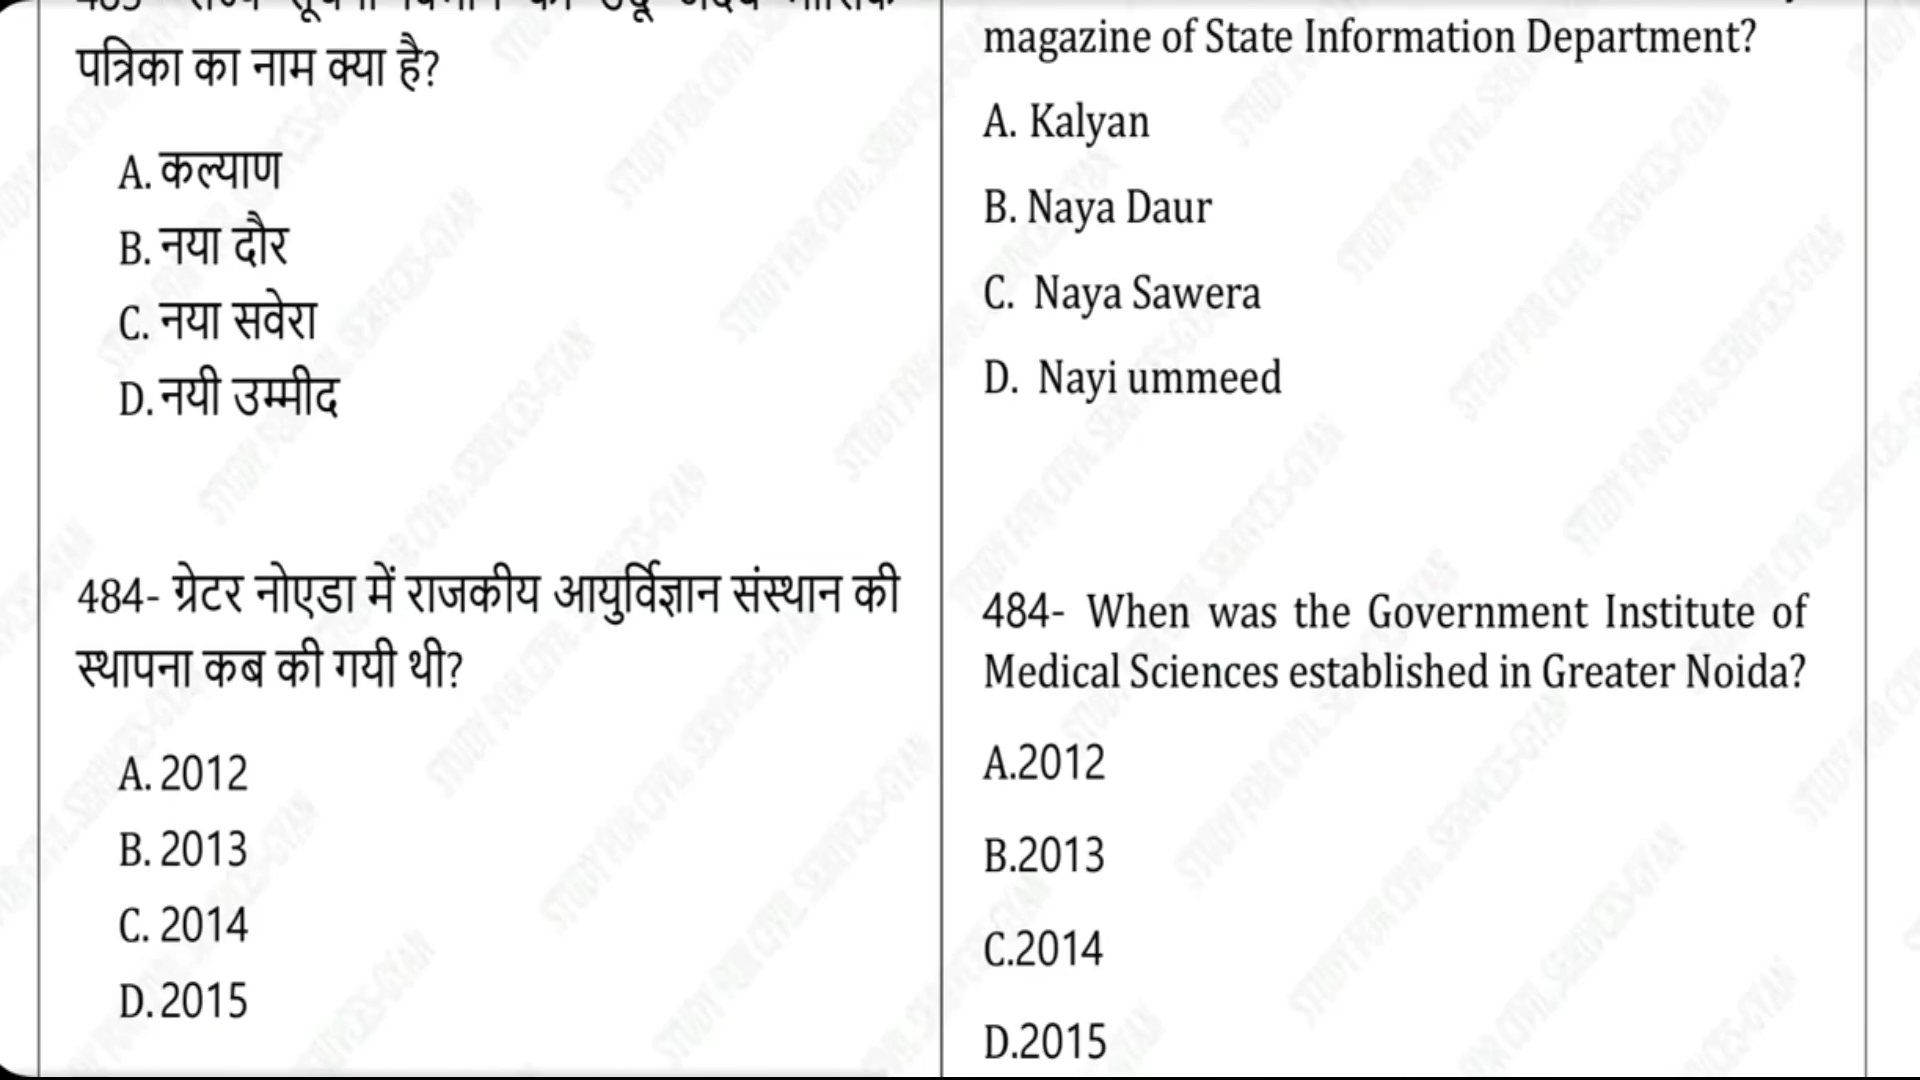 पत्रिका का नाम क्या है?
A. कल्याण
B. नया दौर
C. नया सवेरा
D. नयी उम्मीद
484- ग्रेटर नोएडा में राजकीय आयुर्विज्ञान संस्थान की
स्थापना कब की गयी थी?
A. 2012
B. 2013
C. 2014
D. 2015
magazine of State Information Department?
A. Kalyan
B. Naya Daur
C. Naya Sawera
D. Nayi ummeed
484- When was the Government Institute of
Medical Sciences established in Greater Noida?
A.2012
B.2013
C.2014
D.2015